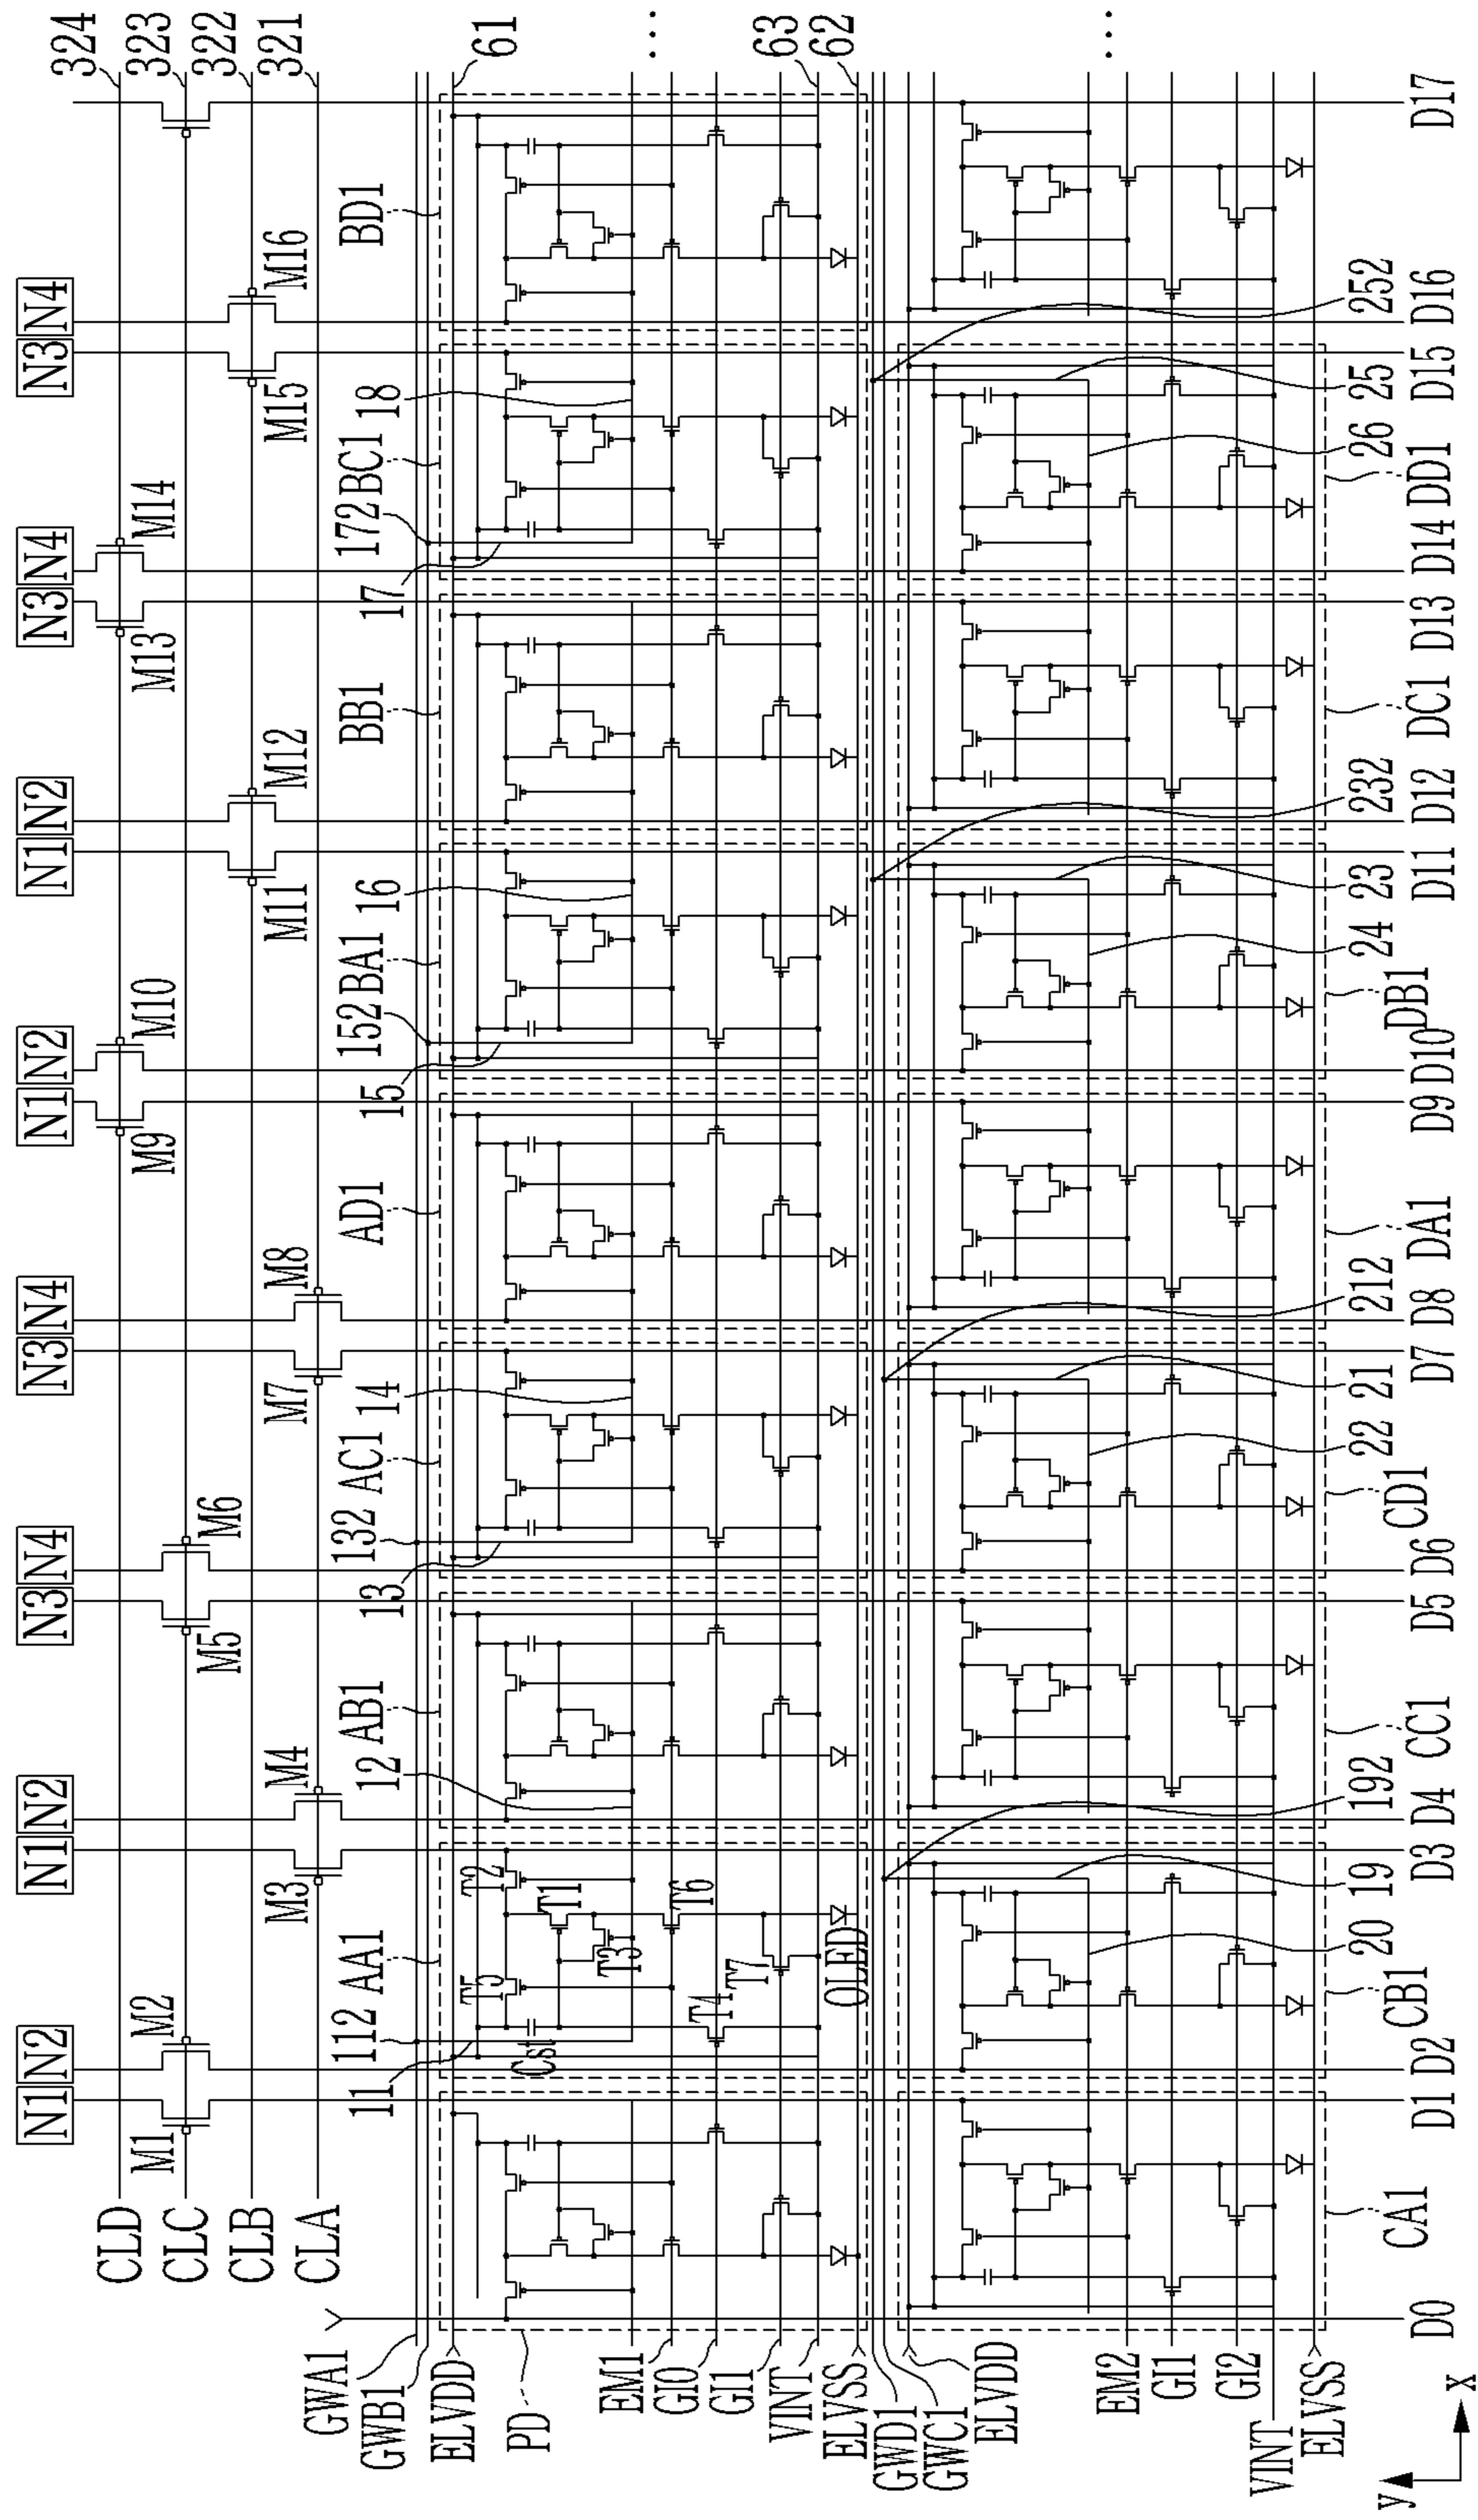 N1 N2 N1 N2 N3 N4 N3 N4 N1 N2 N1 N2 N3 N4 N3 N4
CLD M9 M10 M13 M14 324
CLC M1 M2 M5 M6 323
CLB M11 M12 M15 M16 322
CLA M3 M4 M7 M8 321
GWA1 112 AA1 AB1 132 AC1 AD1 152 BA1 BB1 172 BC1 BD1
GWB1 11 12 13 14 15 16 17 18
ELVDD 61
PD T5 T2
Cst T1
EM1 T3 ...
GI0 T4 T6
GI1 T7 63
VINT 62
ELVSS OLED
GWD1
GWC1
ELVDD
EM2 ...
GI1
GI2
VINT
ELVSS
20 19 192 22 21 212 24 23 232 26 25 252
CA1 CB1 CC1 CD1 DA1 DB1 DC1 DD1
D0 D1 D2 D3 D4 D5 D6 D7 D8 D9 D10 D11 D12 D13 D14 D15 D16 D17
y
x